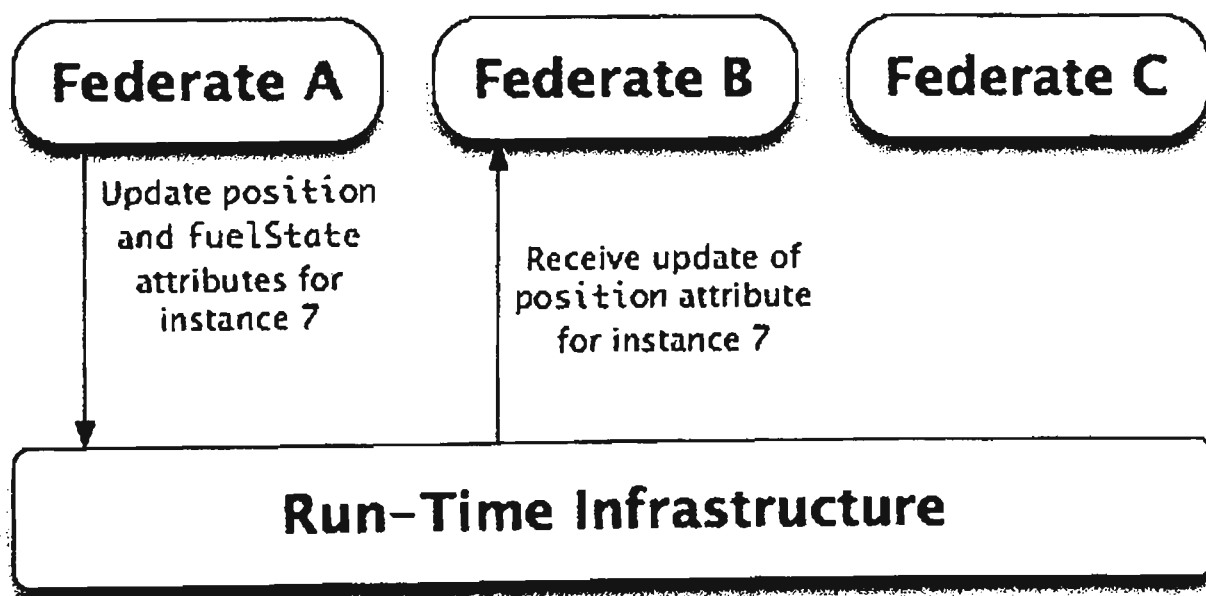 Federate A
Federate B
Federate C
Update position
and fuelState
attributes for
instance 7
Receive update of
position attribute
for instance 7
Run-Time Infrastructure